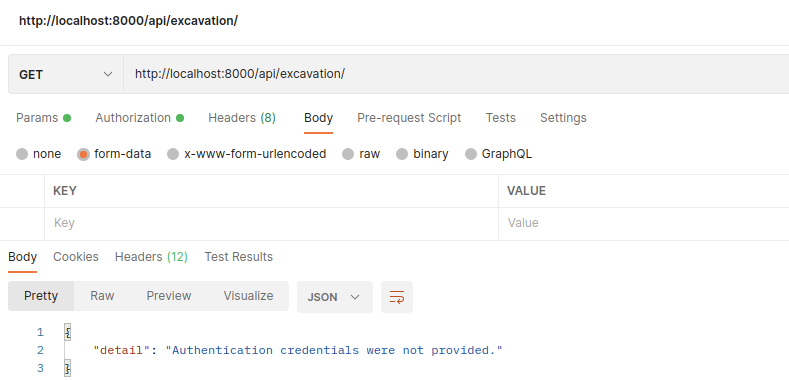 http://localhost:8000/api/excavation/
GET http://localhost:8000/api/excavation/
Params Authorization Headers (8) Body Pre-request Script Tests Settings
none form-data x-www-form-urlencoded raw binary GraphQL
KEY VALUE
Key Value
Body Cookies Headers (12) Test Results
Pretty Raw Preview Visualize JSON
1 {
2 "detail": "Authentication credentials were not provided."
3 }